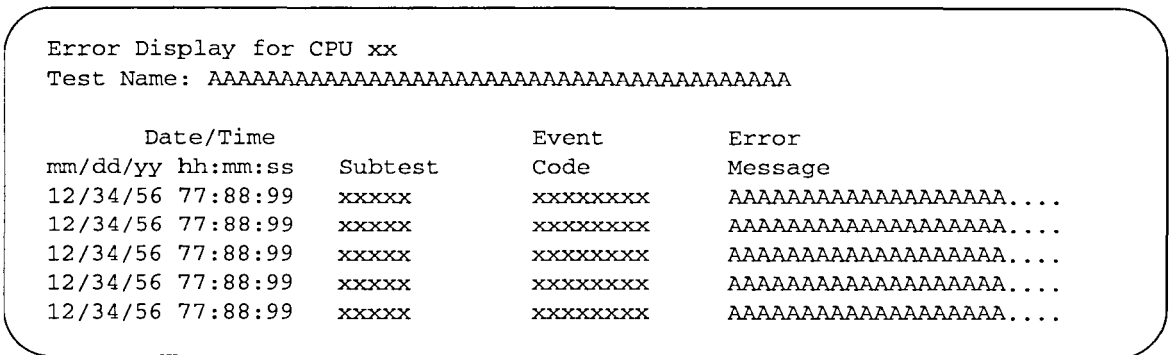 Error Display for CPU xx
Test Name: AAAAAAAAAAAAAAAAAAAAAAAAAAAAAAAAAAAAAAAA
Date/Time Event Error
mm/dd/yy hh:mm:ss Subtest Code Message
12/34/56 77:88:99 xxxxx xxxxxxxx AAAAAAAAAAAAAAAAAAA....
12/34/56 77:88:99 xxxxx xxxxxxxx AAAAAAAAAAAAAAAAAAA....
12/34/56 77:88:99 xxxxx xxxxxxxx AAAAAAAAAAAAAAAAAAA....
12/34/56 77:88:99 xxxxx xxxxxxxx AAAAAAAAAAAAAAAAAAA....
12/34/56 77:88:99 xxxxx xxxxxxxx AAAAAAAAAAAAAAAAAAA....